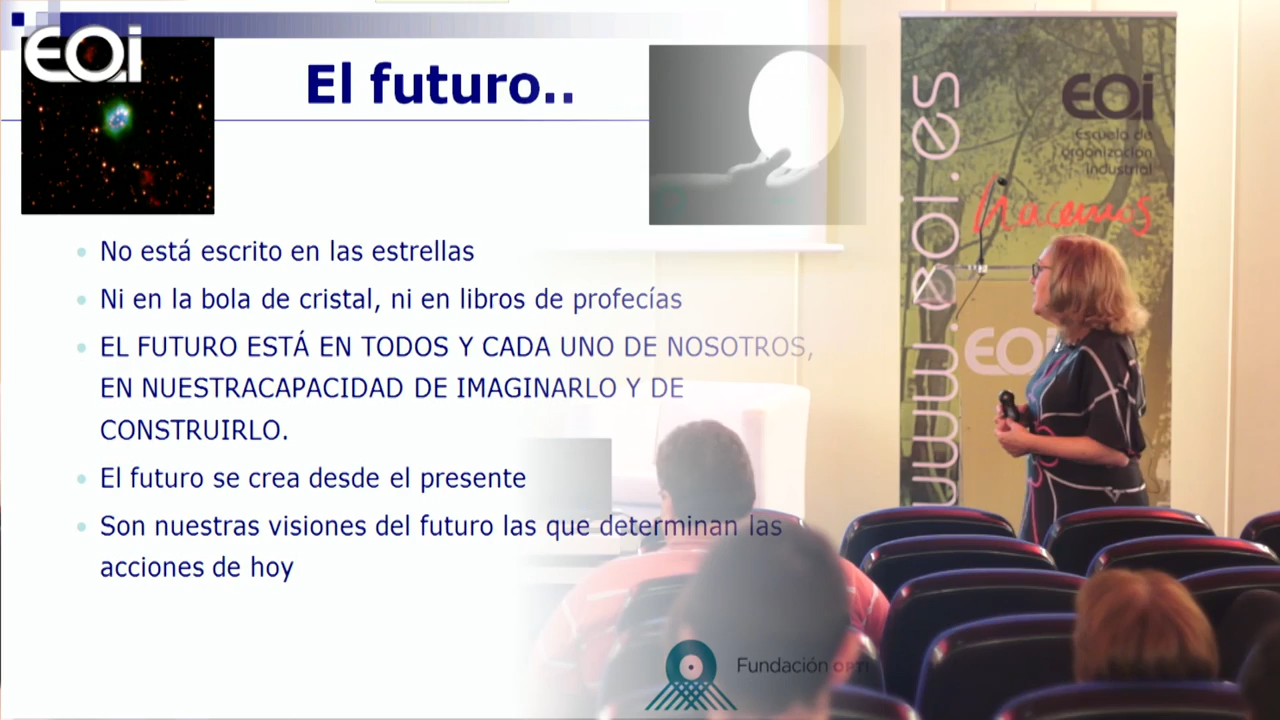 EOi
El futuro..
No está escrito en las estrellas
Ni en la bola de cristal, ni en libros de profecías
EL FUTURO ESTÁ EN TODOS Y CADA UNO DE NOSOTROS,
EN NUESTRACAPACIDAD DE IMAGINARLO Y DE
CONSTRUIRLO.
El futuro se crea desde el presente
Son nuestras visiones del futuro las que determinan las
acciones de hoy
Fundación OPTI
www.eoi.es
EOi
Escuela de
organización
industrial
hacemos
EOi